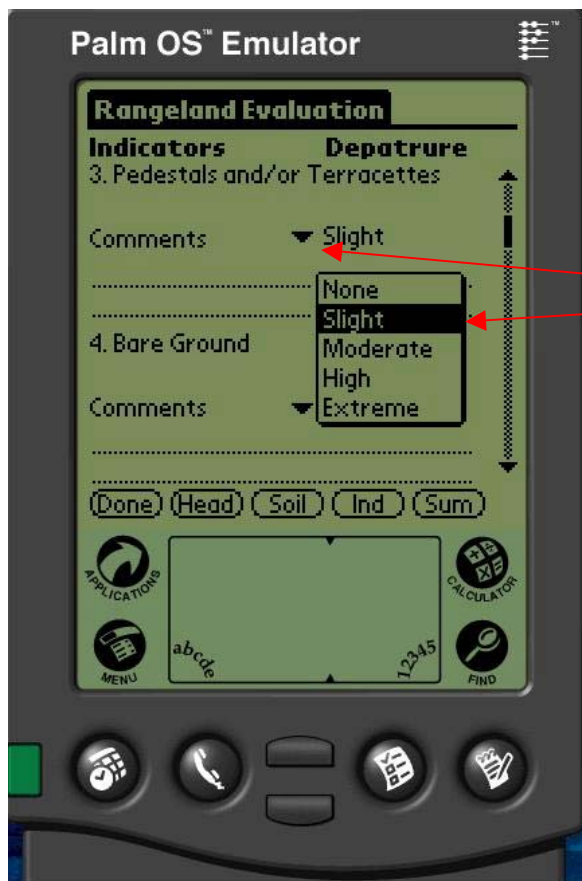 Palm OS™ Emulator
™
Rangeland Evaluation
Indicators Depatrure
3. Pedestals and/or Terracettes
Comments Slight
None
Slight
4. Bare Ground Moderate
High
Comments Extreme
Done Head Soil Ind Sum
APPLICATIONS CALCULATOR
MENU abcde 12345 FIND